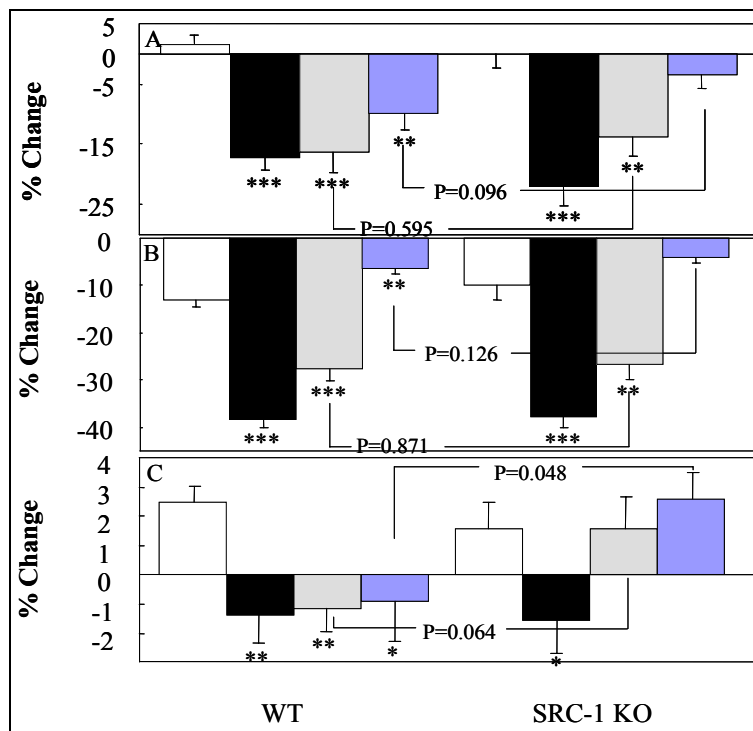 A
5
0
-5
-15
-25
% Change
*** *** ** *** **
P=0.096
P=0.595
B
0
-10
-20
-30
-40
% Change
*** *** ** *** **
P=0.126
P=0.871
C
4
3
2
1
0
-1
-2
% Change
** ** * *
P=0.048
P=0.064
WT SRC-1 KO